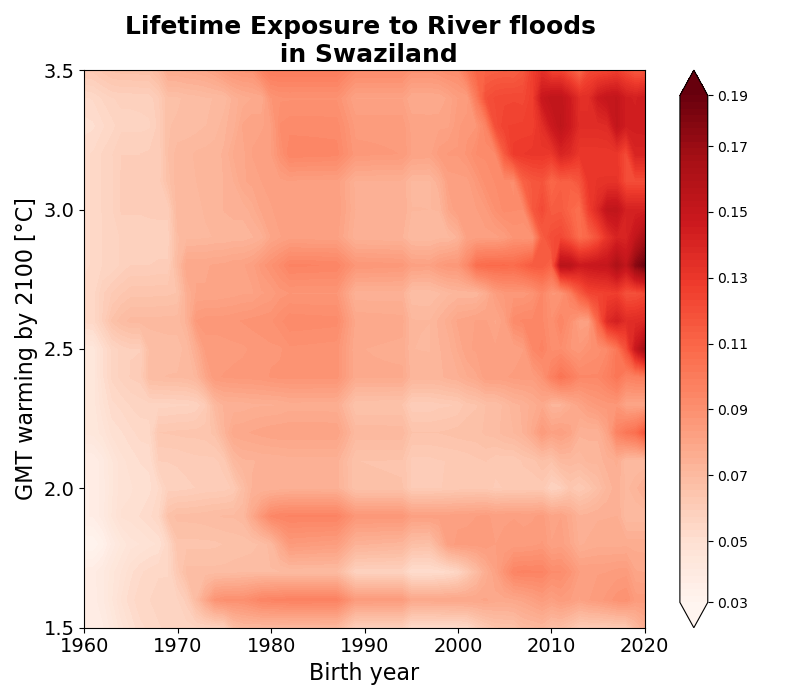 Lifetime Exposure to River floods
in Swaziland
GMT warming by 2100 [°C]
3.5
3.0
2.5
2.0
1.5
1960 1970 1980 1990 2000 2010 2020
Birth year
0.19
0.17
0.15
0.13
0.11
0.09
0.07
0.05
0.03